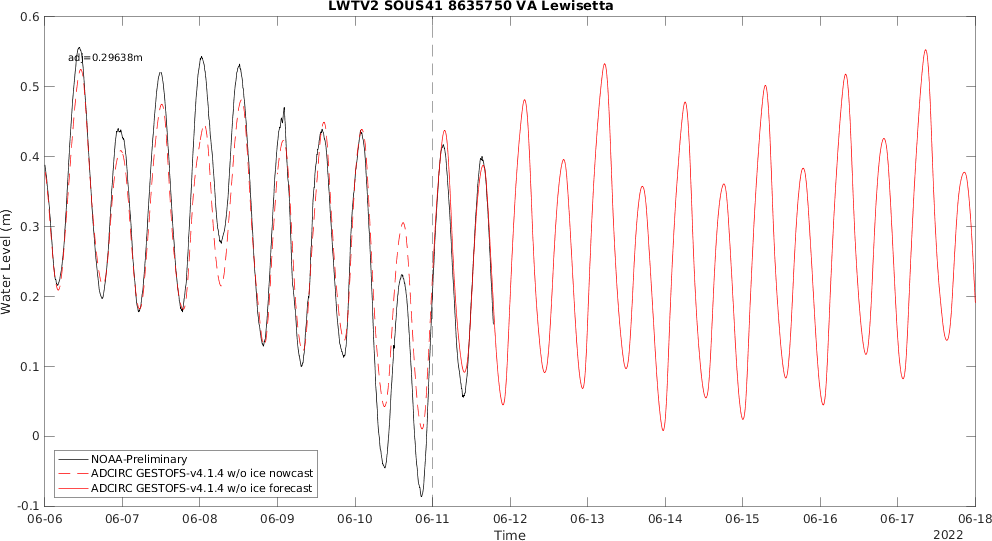 LWTV2 SOUS41 8635750 VA Lewisetta
0.6
0.5
0.4
0.3
0.2
0.1
0
-0.1
Water Level (m)
adj=0.29638m
NOAA-Preliminary
ADCIRC GESTOFS-v4.1.4 w/o ice nowcast
ADCIRC GESTOFS-v4.1.4 w/o ice forecast
06-06 06-07 06-08 06-09 06-10 06-11 06-12 06-13 06-14 06-15 06-16 06-17 06-18
Time
2022